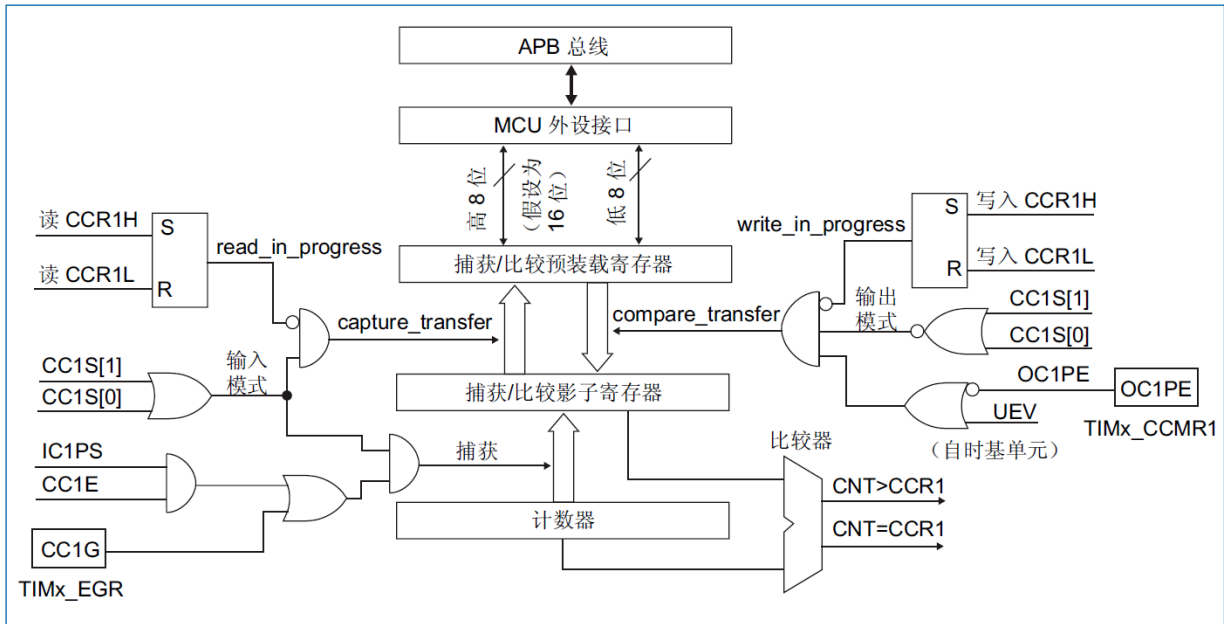 APB 总线
MCU 外设接口
高 8 位
(假设为
16 位)
低 8 位
读 CCR1H
S
read_in_progress
读 CCR1L
R
写入 CCR1H
S
write_in_progress
写入 CCR1L
R
捕获/比较预装载寄存器
capture_transfer
compare_transfer
输出
模式
CC1S[1]
CC1S[0]
CC1S[1]
CC1S[0]
输入
模式
捕获/比较影子寄存器
OC1PE
OC1PE
UEV
TIMx_CCMR1
(自时基单元)
IC1PS
CC1E
捕获
比较器
CNT>CCR1
CNT=CCR1
计数器
CC1G
TIMx_EGR